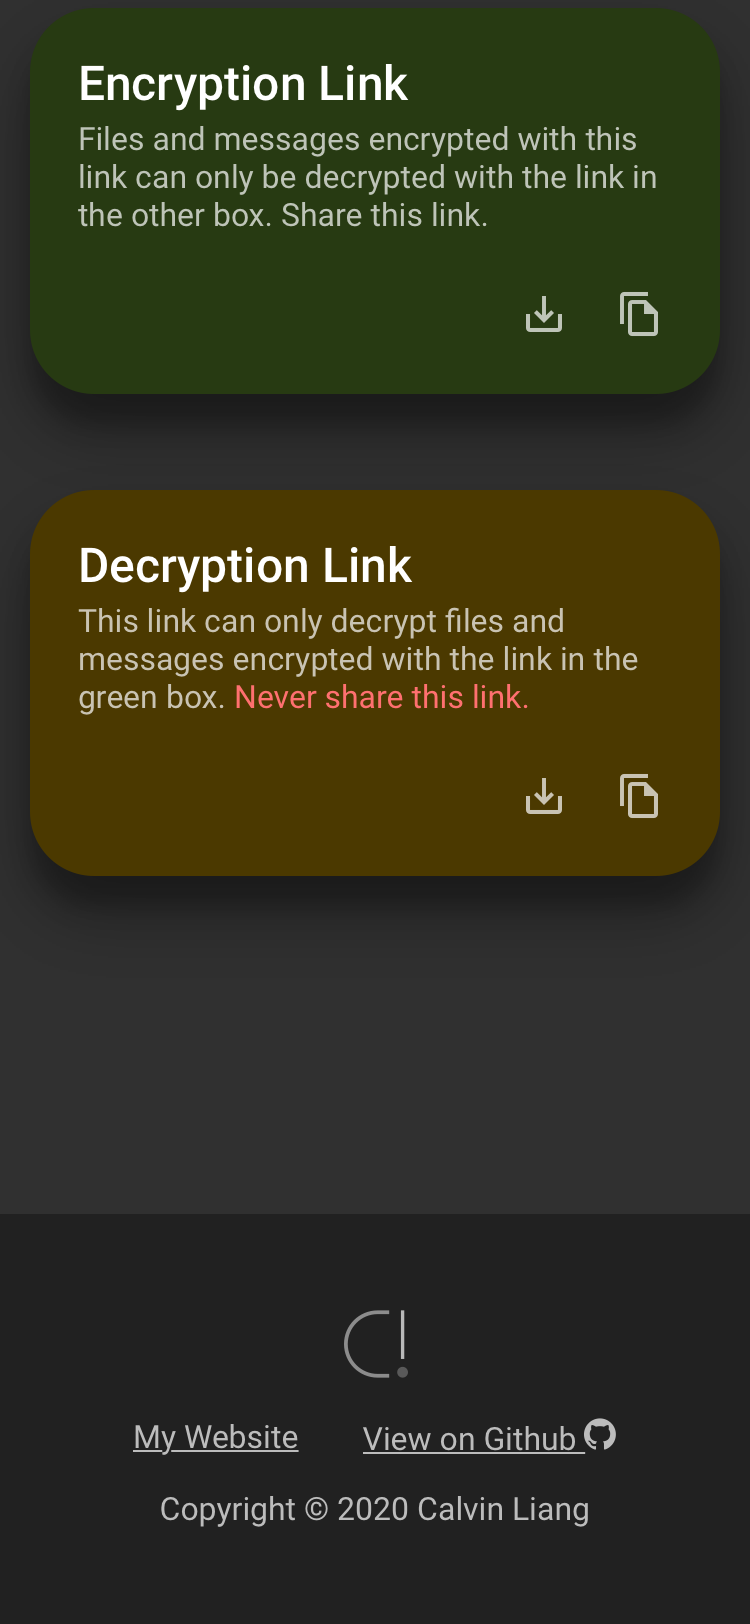 Encryption Link
Files and messages encrypted with this
link can only be decrypted with the link in
the other box. Share this link.
Decryption Link
This link can only decrypt files and
messages encrypted with the link in the
green box. Never share this link.
My Website View on Github
Copyright © 2020 Calvin Liang